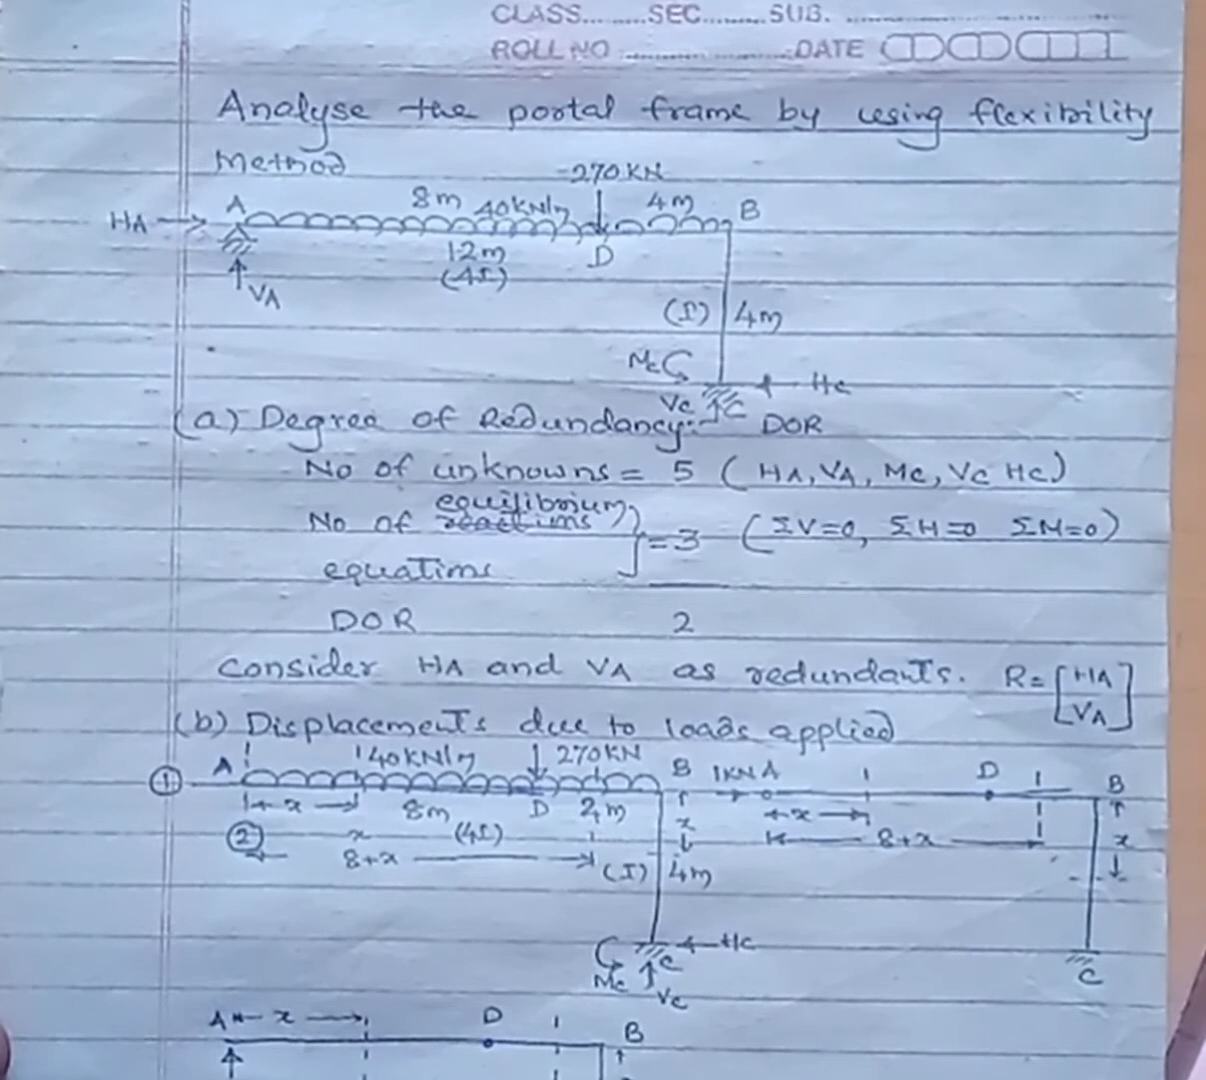 CLASS.........SEC..........SUB. ........................
ROLL NO ..........................DATE
Analyse the portal frame by using flexibility
Method
270KN
A 8m 40KN/m 4m B
HA
12m D
(4I)
VA
(I) 4m
Mc
Hc
Vc C
(a) Degree of Redundancy:- DOR
No of unknowns = 5 (HA, VA, Mc, Vc Hc)
equilibrium
No of reactions
= 3 (ΣV=0, ΣH=0 ΣM=0)
equations
DOR 2
Consider HA and VA as redundants. R= [HA
VA]
(b) Displacements due to loads applied
① A 40KN/m 270KN B 1KN A D B
x 8m D 2m x x
② x (4I) 8+x x
8+x (I) 4m
Hc
Mc C C
Vc
A x D B